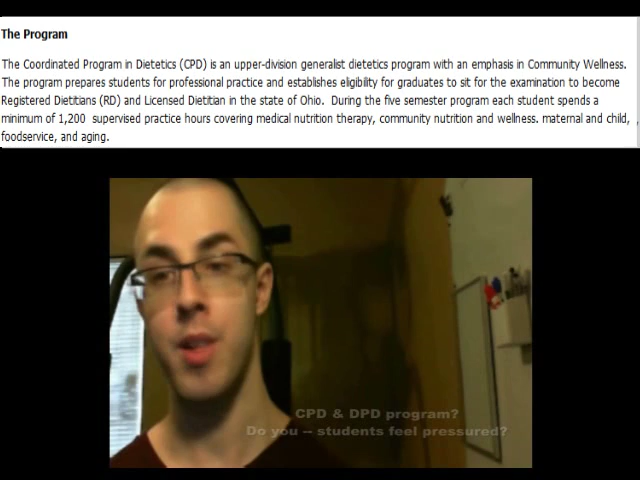 The Program
The Coordinated Program in Dietetics (CPD) is an upper-division generalist dietetics program with an emphasis in Community Wellness.
The program prepares students for professional practice and establishes eligibility for graduates to sit for the examination to become
Registered Dietitians (RD) and Licensed Dietitian in the state of Ohio.  During the five semester program each student spends a
minimum of 1,200  supervised practice hours covering medical nutrition therapy, community nutrition and wellness. maternal and child, ,
foodservice, and aging.
CPD & DPD program?
Do you -- students feel pressured?